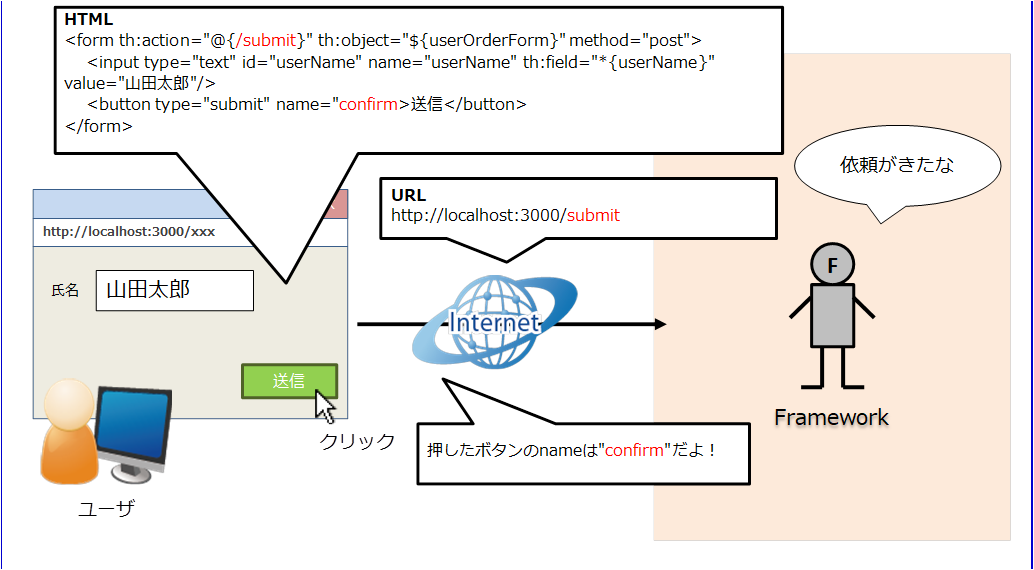 HTML
<form th:action="@{/submit}" th:object="${userOrderForm}" method="post">
<input type="text" id="userName" name="userName" th:field="*{userName}"
value="山田太郎"/>
<button type="submit" name="confirm>送信</button>
</form>
依頼がきたな
URL
http://localhost:3000/submit
http://localhost:3000/xxx
氏名
山田太郎
Internet
F
送信
クリック
Framework
押したボタンのnameは"confirm"だよ！
ユーザ